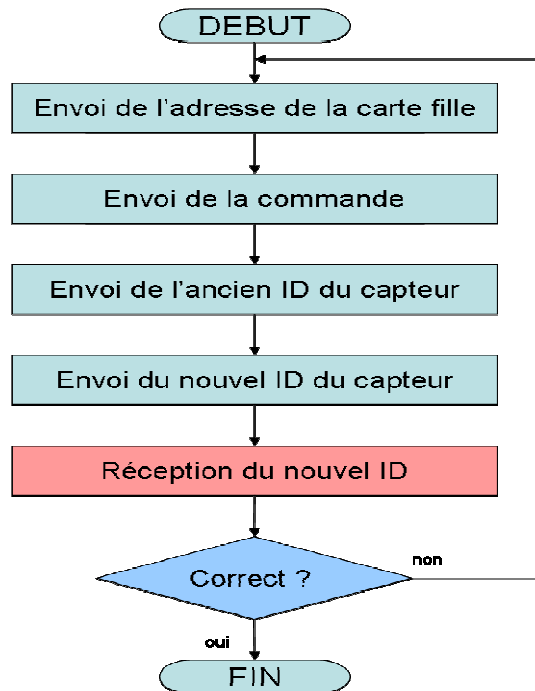 DEBUT
Envoi de l'adresse de la carte fille
Envoi de la commande
Envoi de l'ancien ID du capteur
Envoi du nouvel ID du capteur
Réception du nouvel ID
Correct ?
non
oui
FIN